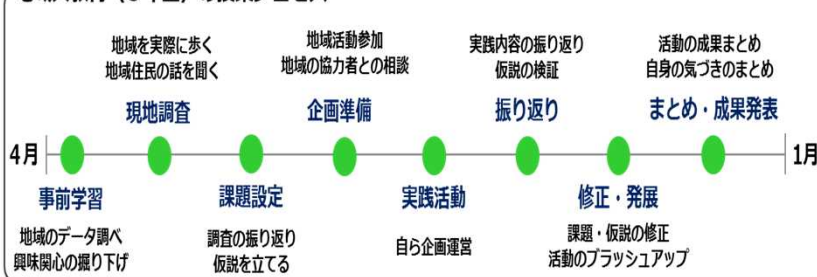 地域を実際に歩く
地域住民の話を聞く
現地調査
地域活動参加
地域の協力者との相談
企画準備
実践内容の振り返り
仮説の検証
振り返り
活動の成果まとめ
自身の気づきのまとめ
まとめ・成果発表
4月
1月
事前学習
地域のデータ調べ
興味関心の掘り下げ
課題設定
調査の振り返り
仮説を立てる
実践活動
自ら企画運営
修正・発展
課題・仮説の修正
活動のブラッシュアップ